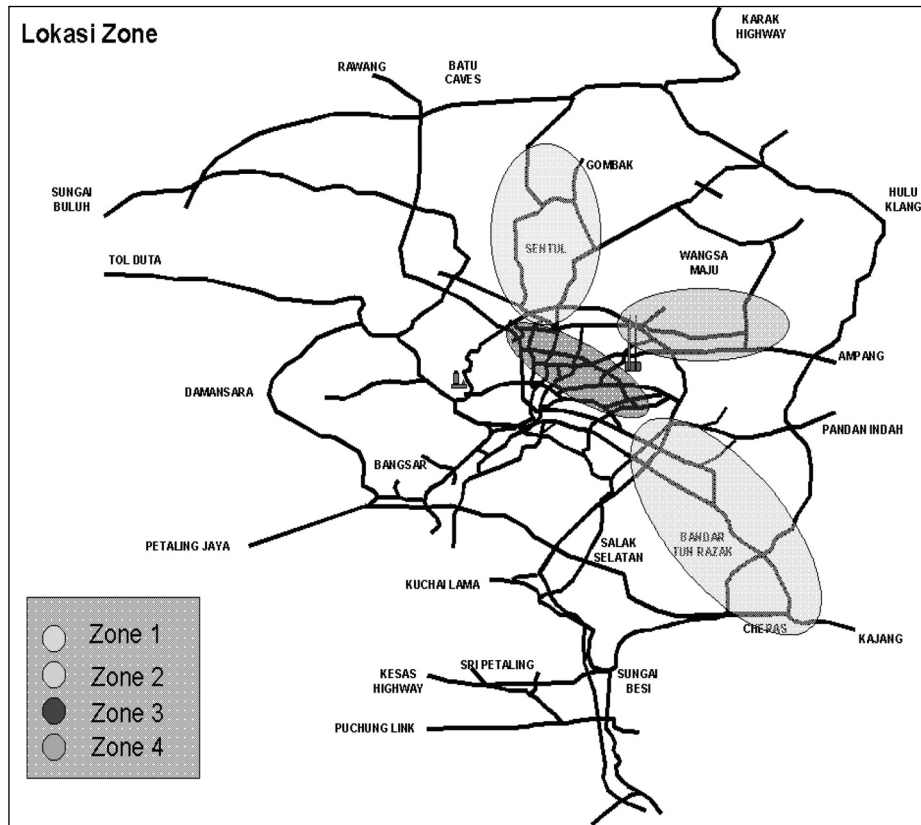 Lokasi Zone
KARAK
HIGHWAY
RAWANG
BATU
CAVES
GOMBAK
SUNGAI
BULUH
HULU
KLANG
SENTUL
TOL DUTA
WANGSA
MAJU
AMPANG
DAMANSARA
PANDAN INDAH
BANGSAR
PETALING JAYA
SALAK
SELATAN
BANDAR
TUN RAZAK
KUCHAI LAMA
CHERAS
KAJANG
KESAS
HIGHWAY
SRI PETALING
SUNGAI
BESI
PUCHUNG LINK
Zone 1
Zone 2
Zone 3
Zone 4